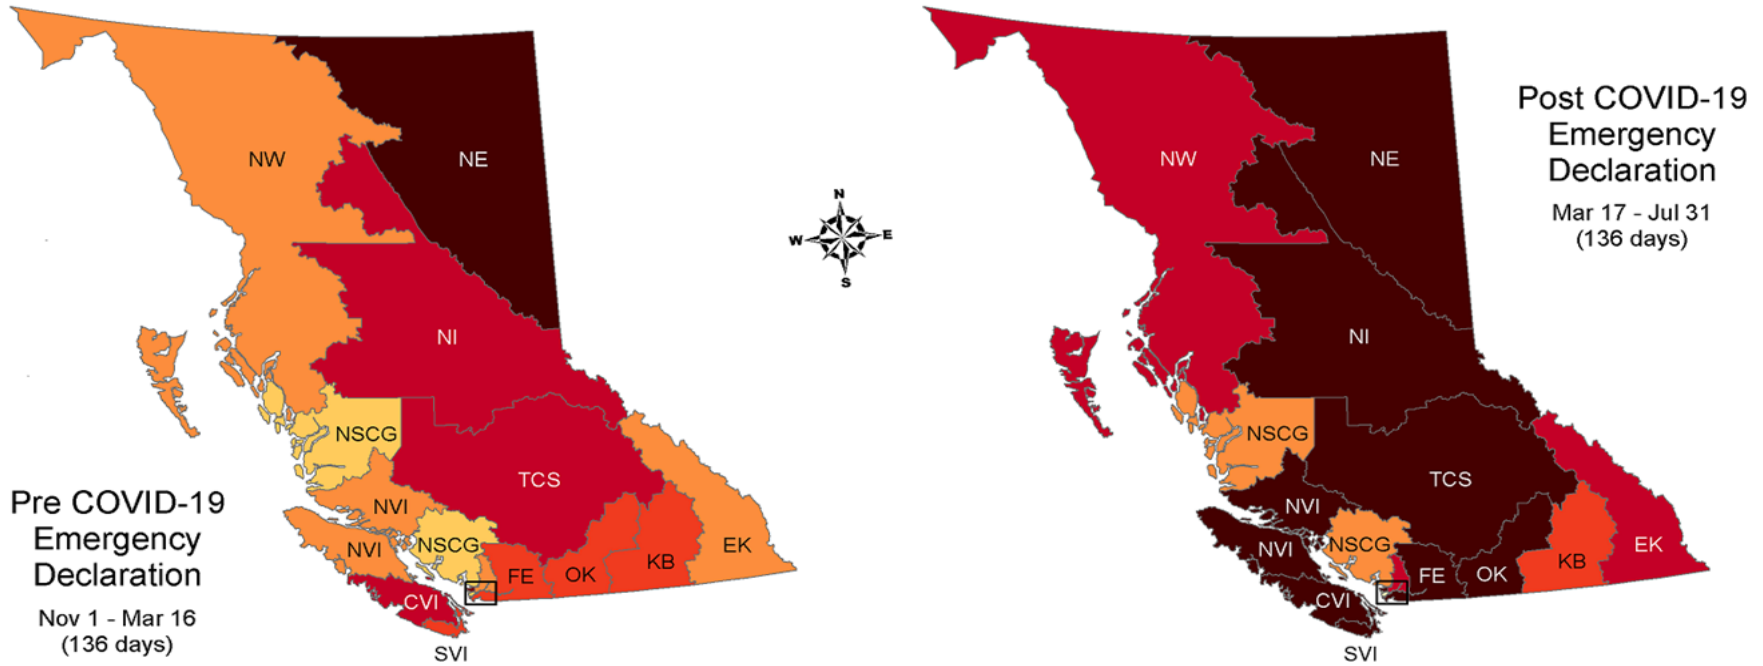 NW
NE
NI
NSCG
TCS
NVI
NVI
NSCG
FE
OK
KB
EK
CVI
SVI
Pre COVID-19
Emergency
Declaration
Nov 1 - Mar 16
(136 days)
N
W
E
S
NW
NE
NI
NSCG
TCS
NVI
NVI
NSCG
FE
OK
KB
EK
CVI
SVI
Post COVID-19
Emergency
Declaration
Mar 17 - Jul 31
(136 days)